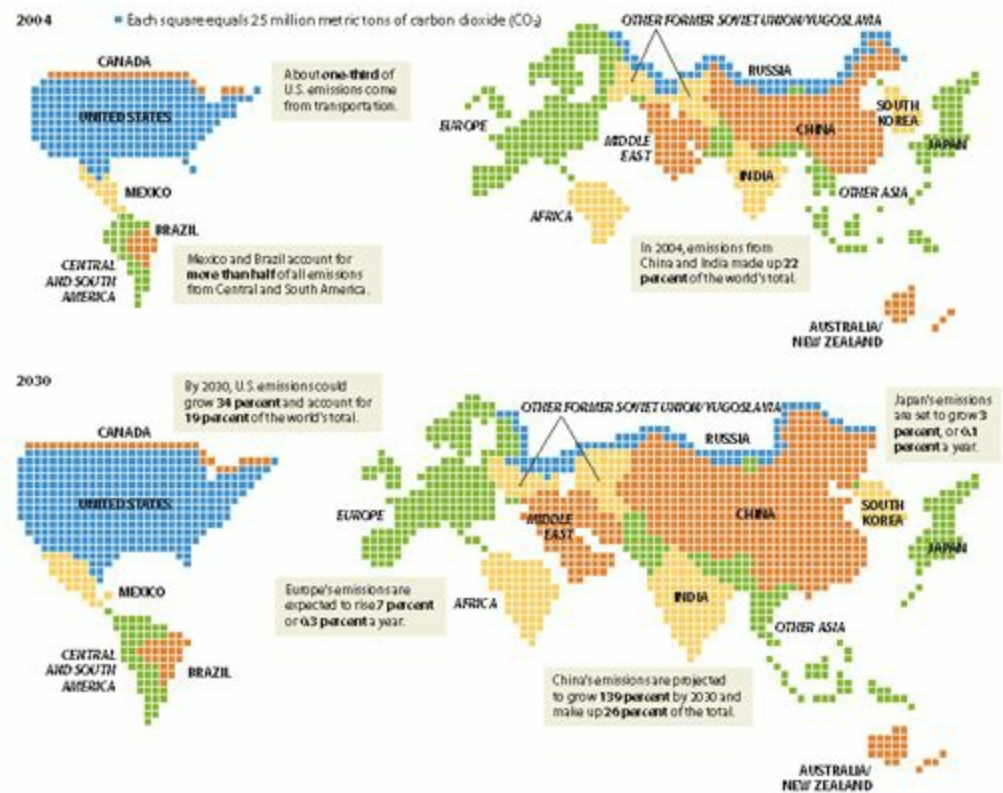 2004
Each square equals 25 million metric tons of carbon dioxide (CO₂)
OTHER FORMER SOVIET UNION/YUGOSLAVIA
CANADA
UNITED STATES
About one-third of
U.S. emissions come
from transportation.
RUSSIA
EUROPE
MIDDLE
EAST
CHINA
SOUTH
KOREA
JAPAN
INDIA
OTHER ASIA
MEXICO
AFRICA
BRAZIL
CENTRAL
AND SOUTH
AMERICA
Mexico and Brazil account for
more than half of all emissions
from Central and South America.
In 2004, emissions from
China and India made up 22
percent of the world's total.
AUSTRALIA/
NEW ZEALAND
2030
By 2030, U.S. emissions could
grow 34 percent and account for
19 percent of the world's total.
OTHER FORMER SOVIET UNION/YUGOSLAVIA
Japan's emissions
are set to grow 3
percent, or 0.1
percent a year.
CANADA
RUSSIA
UNITED STATES
EUROPE
MIDDLE
EAST
CHINA
SOUTH
KOREA
JAPAN
MEXICO
Europe's emissions are
expected to rise 7 percent
or 0.3 percent a year.
AFRICA
INDIA
OTHER ASIA
CENTRAL
AND SOUTH
AMERICA
BRAZIL
China's emissions are projected
to grow 139 percent by 2030 and
make up 26 percent of the total.
AUSTRALIA/
NEW ZEALAND